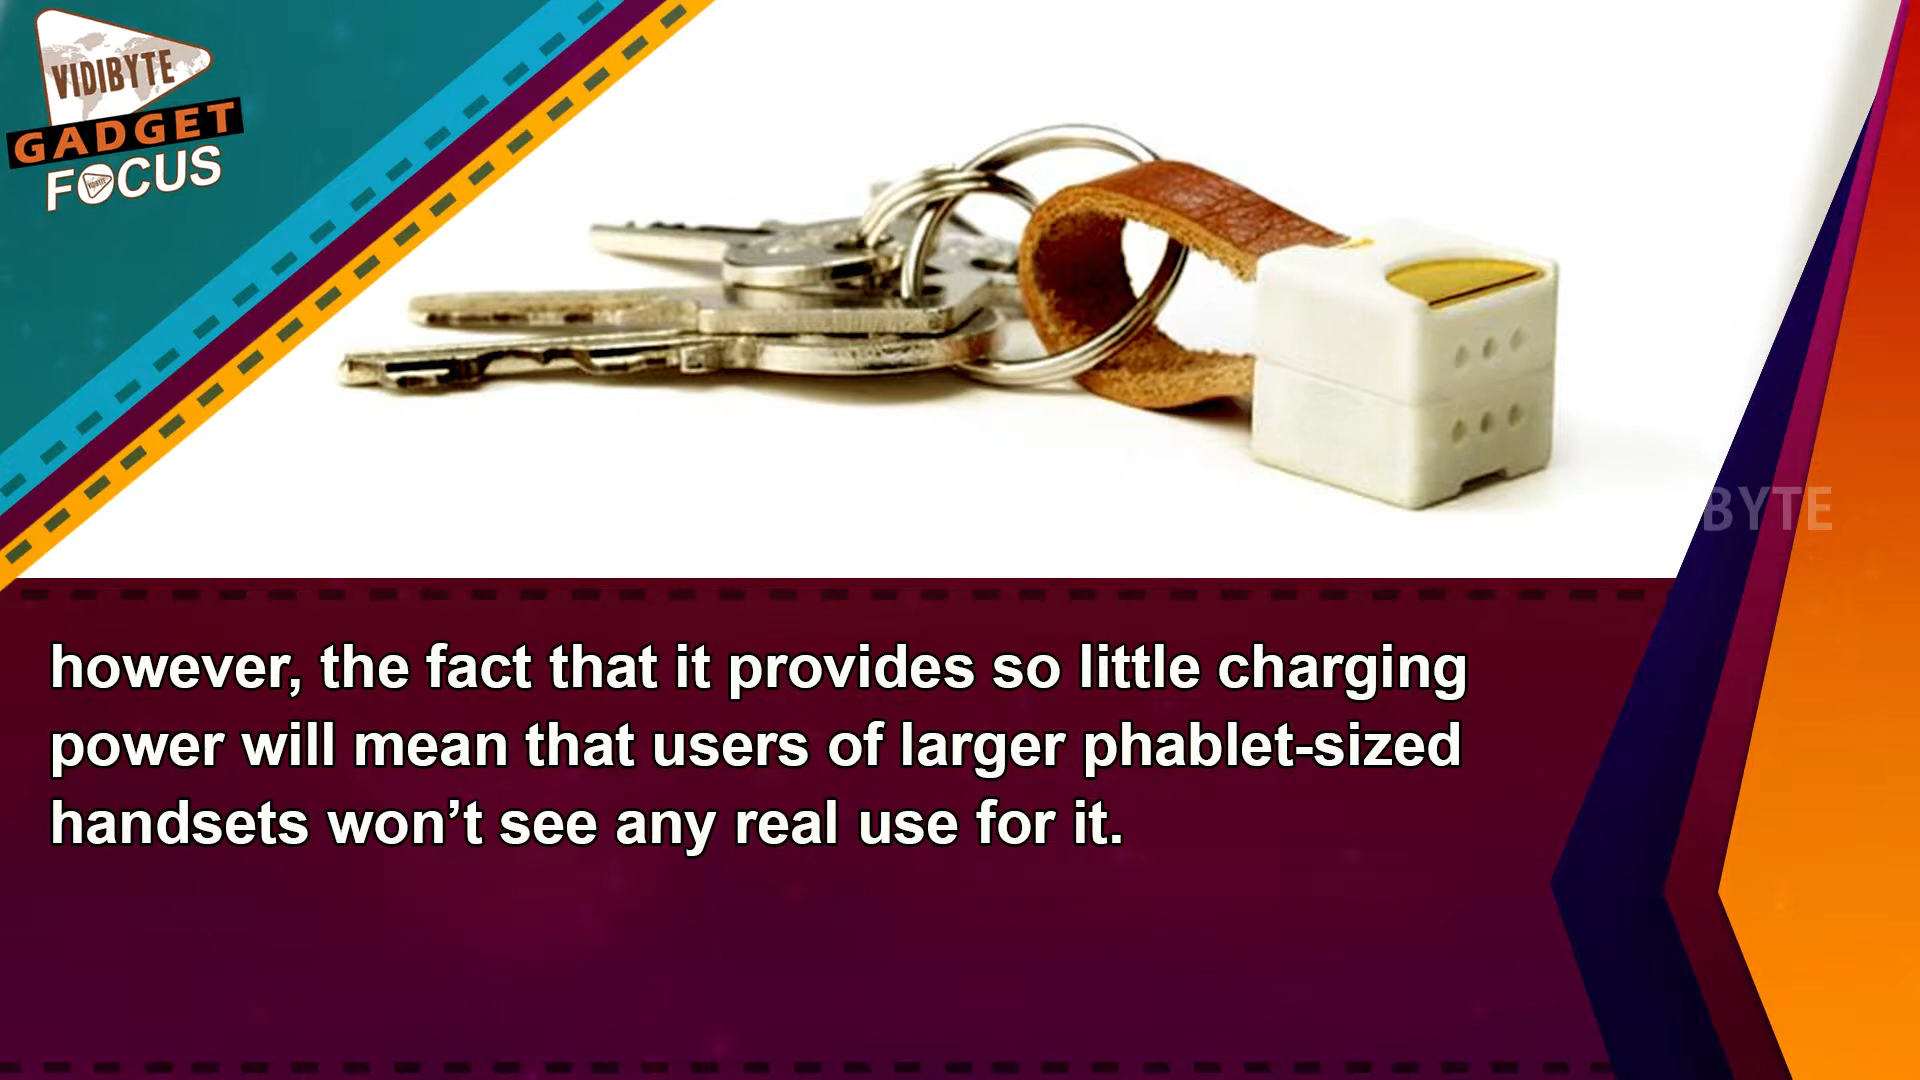 VIDIBYTE
GADGET
FOCUS
BYTE
however, the fact that it provides so little charging
power will mean that users of larger phablet-sized
handsets won’t see any real use for it.